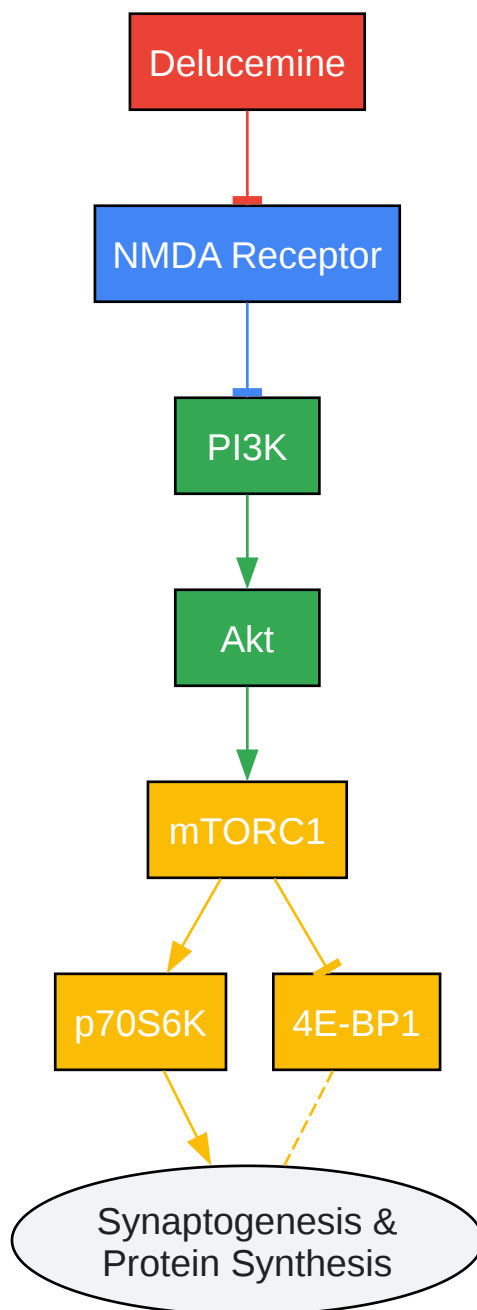 Delucemine
NMDA Receptor
PI3K
Akt
mTORC1
p70S6K
4E-BP1
Synaptogenesis &
Protein Synthesis